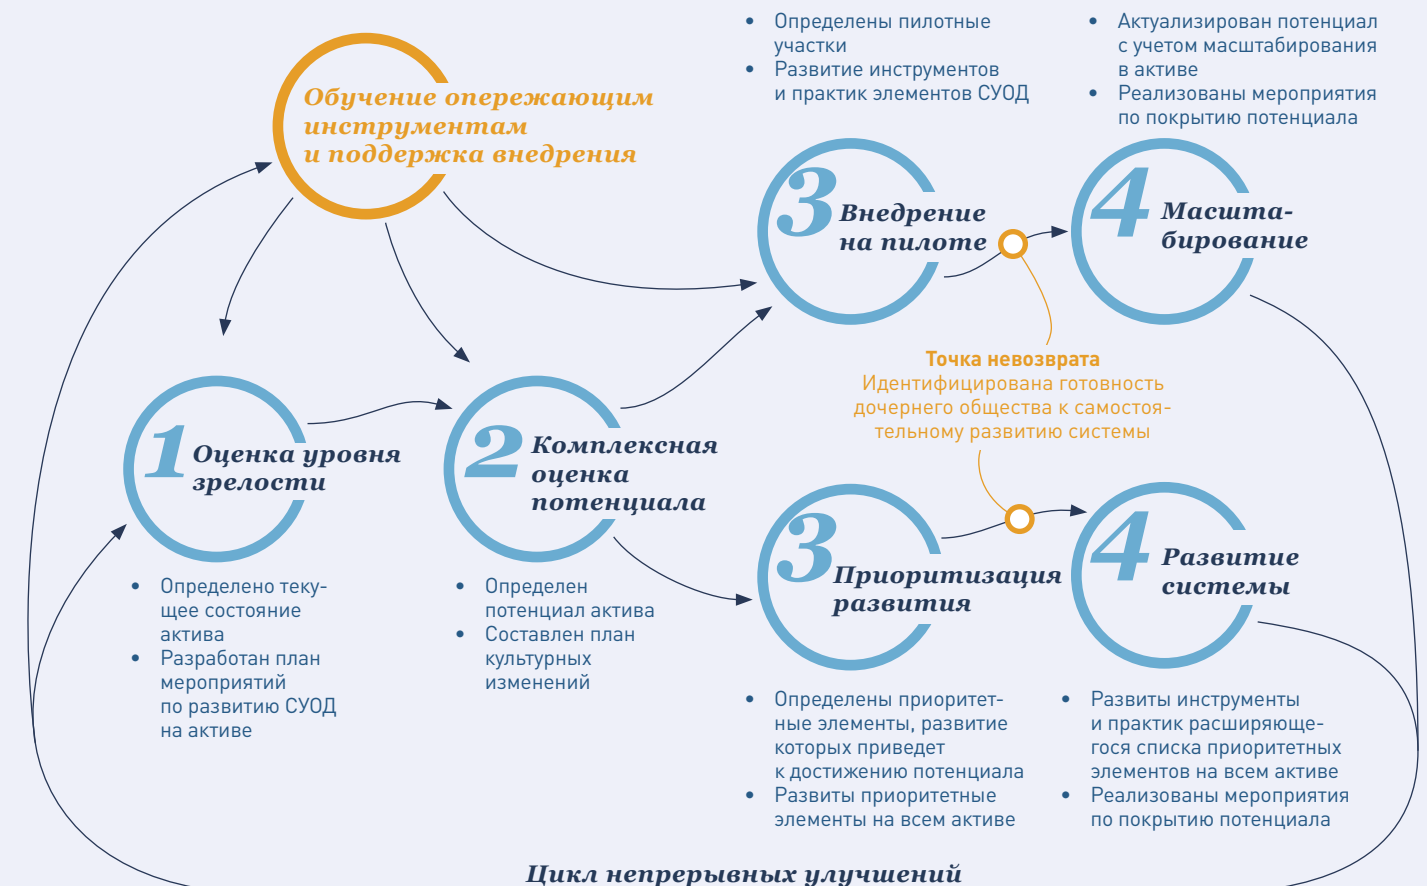 Обучение опережающим
инструментам
и поддержка внедрения
• Определены пилотные
участки
• Развитие инструментов
и практик элементов СУОД
• Актуализирован потенциал
с учетом масштабирования
в активе
• Реализованы мероприятия
по покрытию потенциала
3 Внедрение
на пилоте
4 Масшта-
бирование
Точка невозврата
Идентифицирована готовность
дочернего общества к самостоя-
тельному развитию системы
1 Оценка уровня
зрелости
2 Комплексная
оценка
потенциала
3 Приоритизация
развития
4 Развитие
системы
• Определено теку-
щее состояние
актива
• Разработан план
мероприятий
по развитию СУОД
на активе
• Определен
потенциал актива
• Составлен план
культурных
изменений
• Определены приоритет-
ные элементы, развитие
которых приведет
к достижению потенциала
• Развиты приоритетные
элементы на всем активе
• Развиты инструменты
и практик расширяюще-
гося списка приоритетных
элементов на всем активе
• Реализованы мероприятия
по покрытию потенциала
Цикл непрерывных улучшений